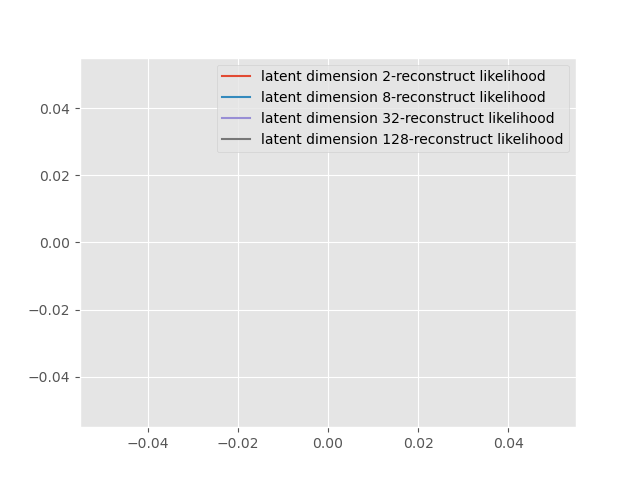 latent dimension 2-reconstruct likelihood
latent dimension 8-reconstruct likelihood
latent dimension 32-reconstruct likelihood
latent dimension 128-reconstruct likelihood
0.04
0.02
0.00
−0.02
−0.04
−0.04 −0.02 0.00 0.02 0.04